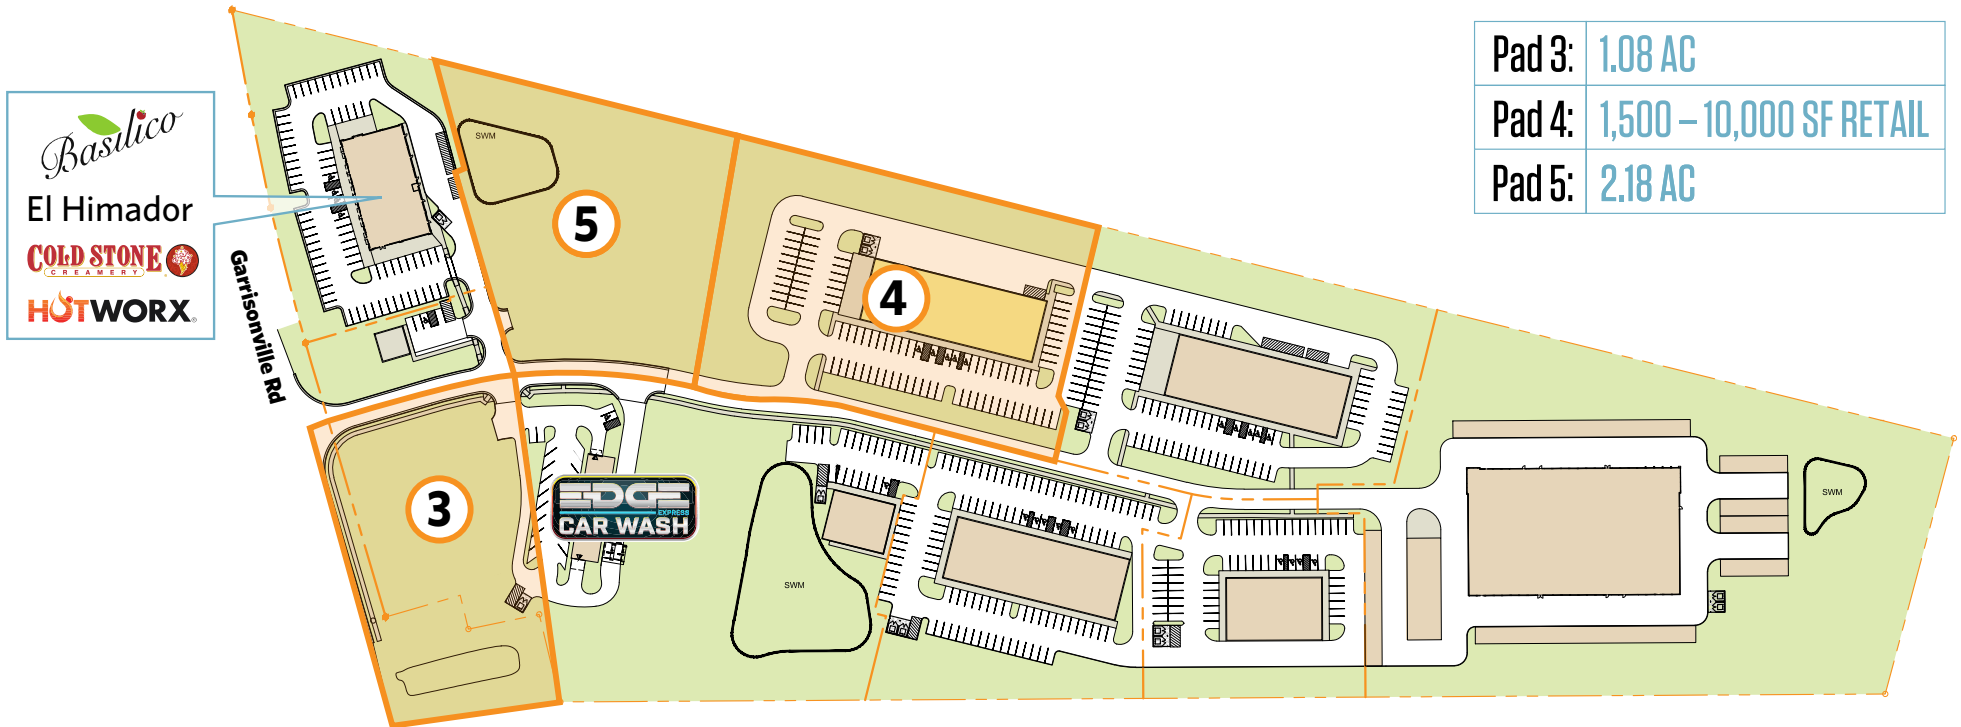 Basilico
El Himador
COLD STONE
CREAMERY
HOTWORX
Garrisonville Rd
SWM
5
4
3
EDGE
EXPRESS
CAR WASH
SWM
SWM
Pad 3: 1.08 AC
Pad 4: 1,500 – 10,000 SF RETAIL
Pad 5: 2.18 AC